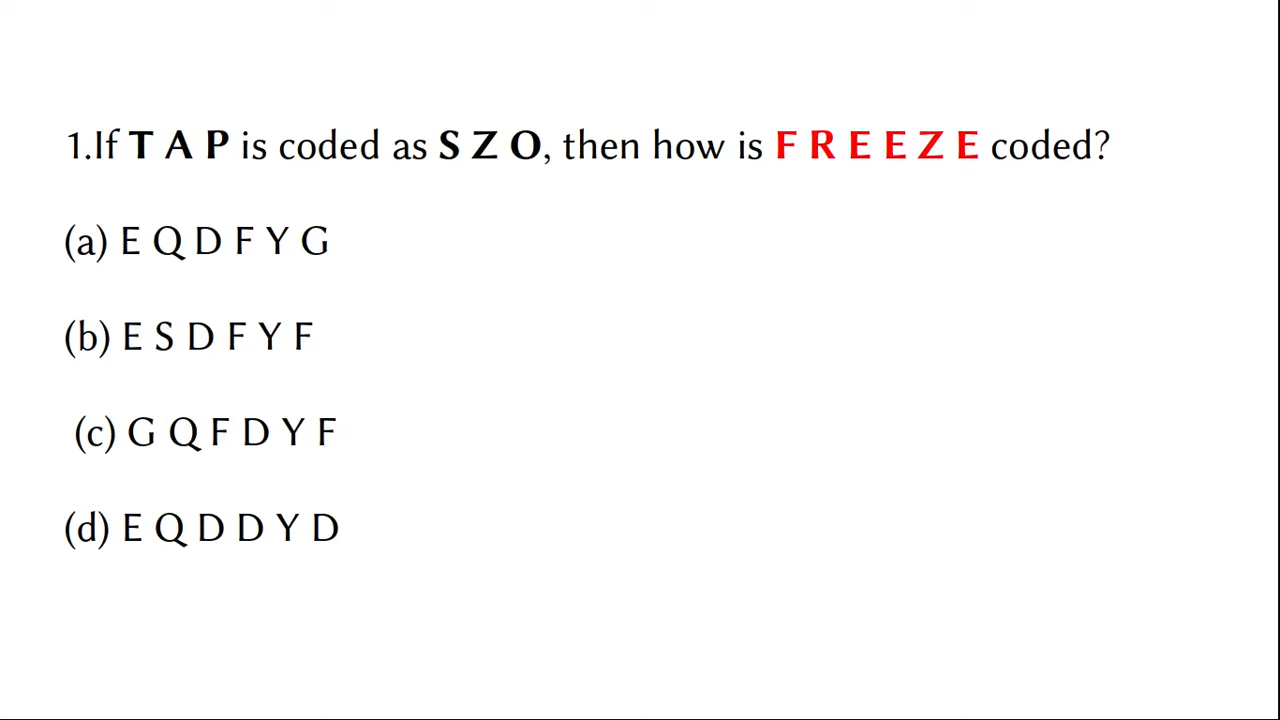 1.If T A P is coded as S Z O, then how is F R E E Z E coded?
(a) E Q D F Y G
(b) E S D F Y F
(c) G Q F D Y F
(d) E Q D D Y D